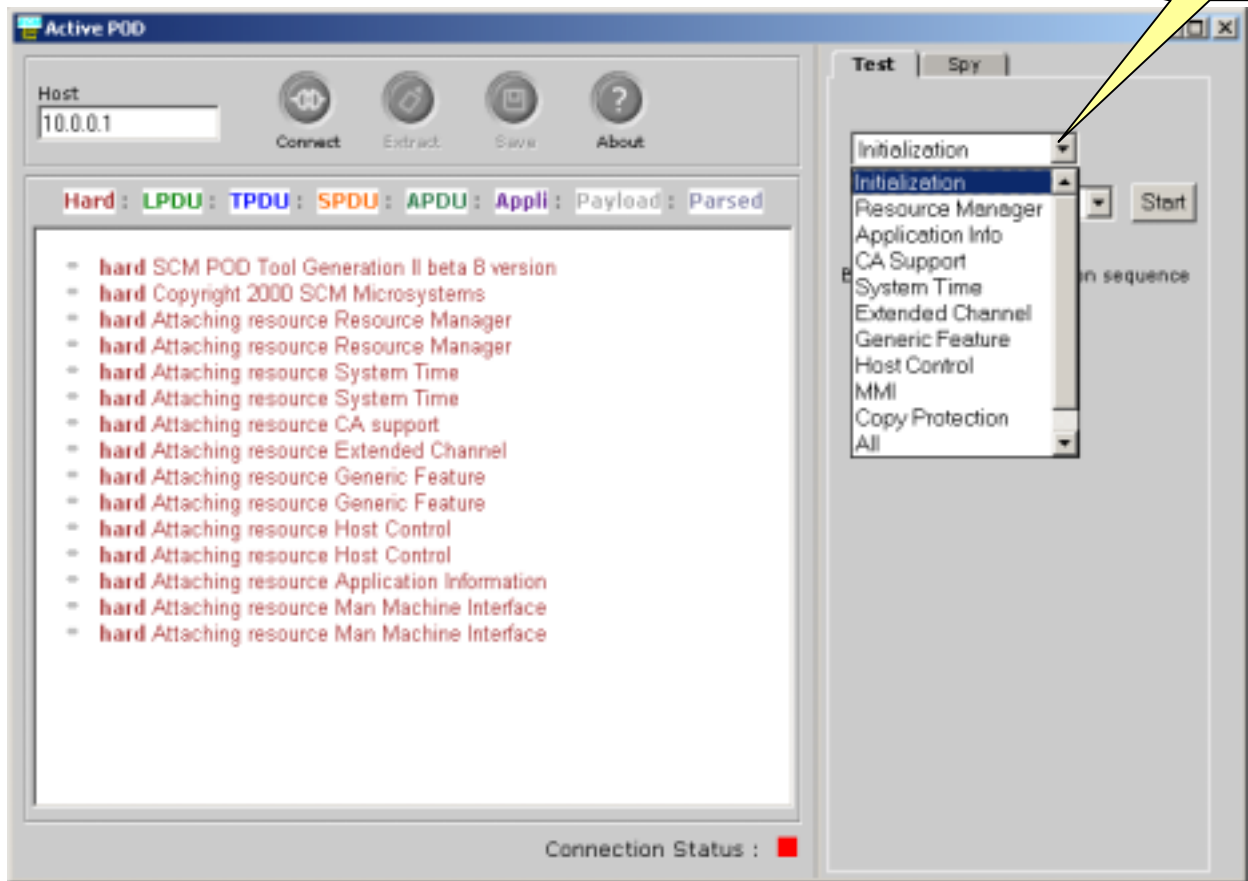 Active POD
Host
10.0.0.1
Connect
Extract
Save
About
Hard : LPDU : TPDU : SPDU : APDU : Appli : Payload : Parsed
hard SCM POD Tool Generation II beta B version
hard Copyright 2000 SCM Microsystems
hard Attaching resource Resource Manager
hard Attaching resource Resource Manager
hard Attaching resource System Time
hard Attaching resource System Time
hard Attaching resource CA support
hard Attaching resource Extended Channel
hard Attaching resource Generic Feature
hard Attaching resource Generic Feature
hard Attaching resource Host Control
hard Attaching resource Host Control
hard Attaching resource Application Information
hard Attaching resource Man Machine Interface
hard Attaching resource Man Machine Interface
Connection Status :
Test
Spy
Initialization
Initialization
Resource Manager
Application Info
CA Support
System Time
Extended Channel
Generic Feature
Host Control
MMI
Copy Protection
All
Start
sequence